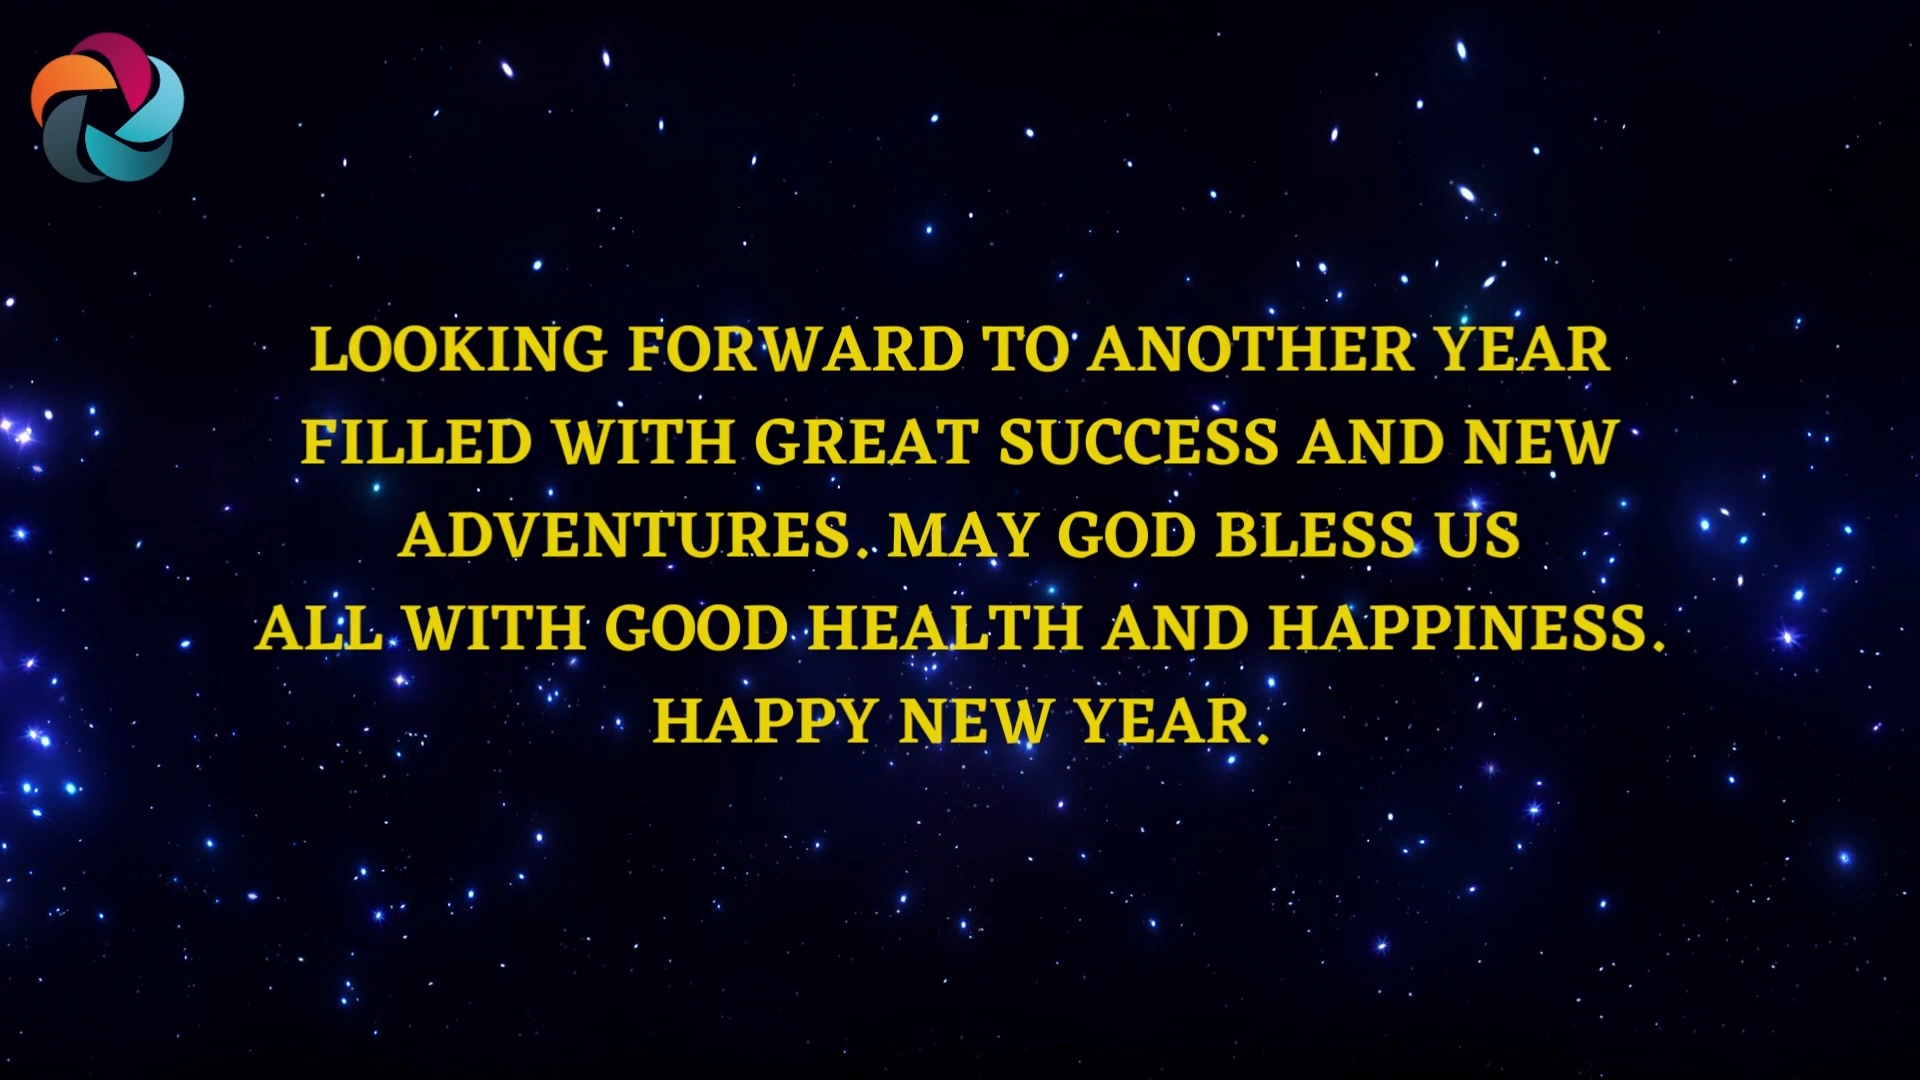 LOOKING FORWARD TO ANOTHER YEAR
FILLED WITH GREAT SUCCESS AND NEW
ADVENTURES. MAY GOD BLESS US
ALL WITH GOOD HEALTH AND HAPPINESS.
HAPPY NEW YEAR.